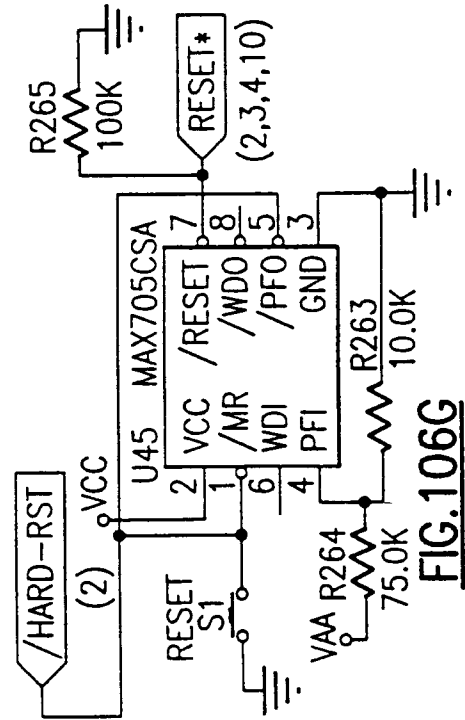 /HARD-RST
(2)
VCC
U45 MAX705CSA
R265
100K
RESET*
(2,3,4,10)
RESET
S1
2 VCC /RESET 7
1 /MR /WDO 8
6 WDI /PFO 5
4 PFI GND 3
VAA
R264
75.0K
R263
10.0K
FIG.106G